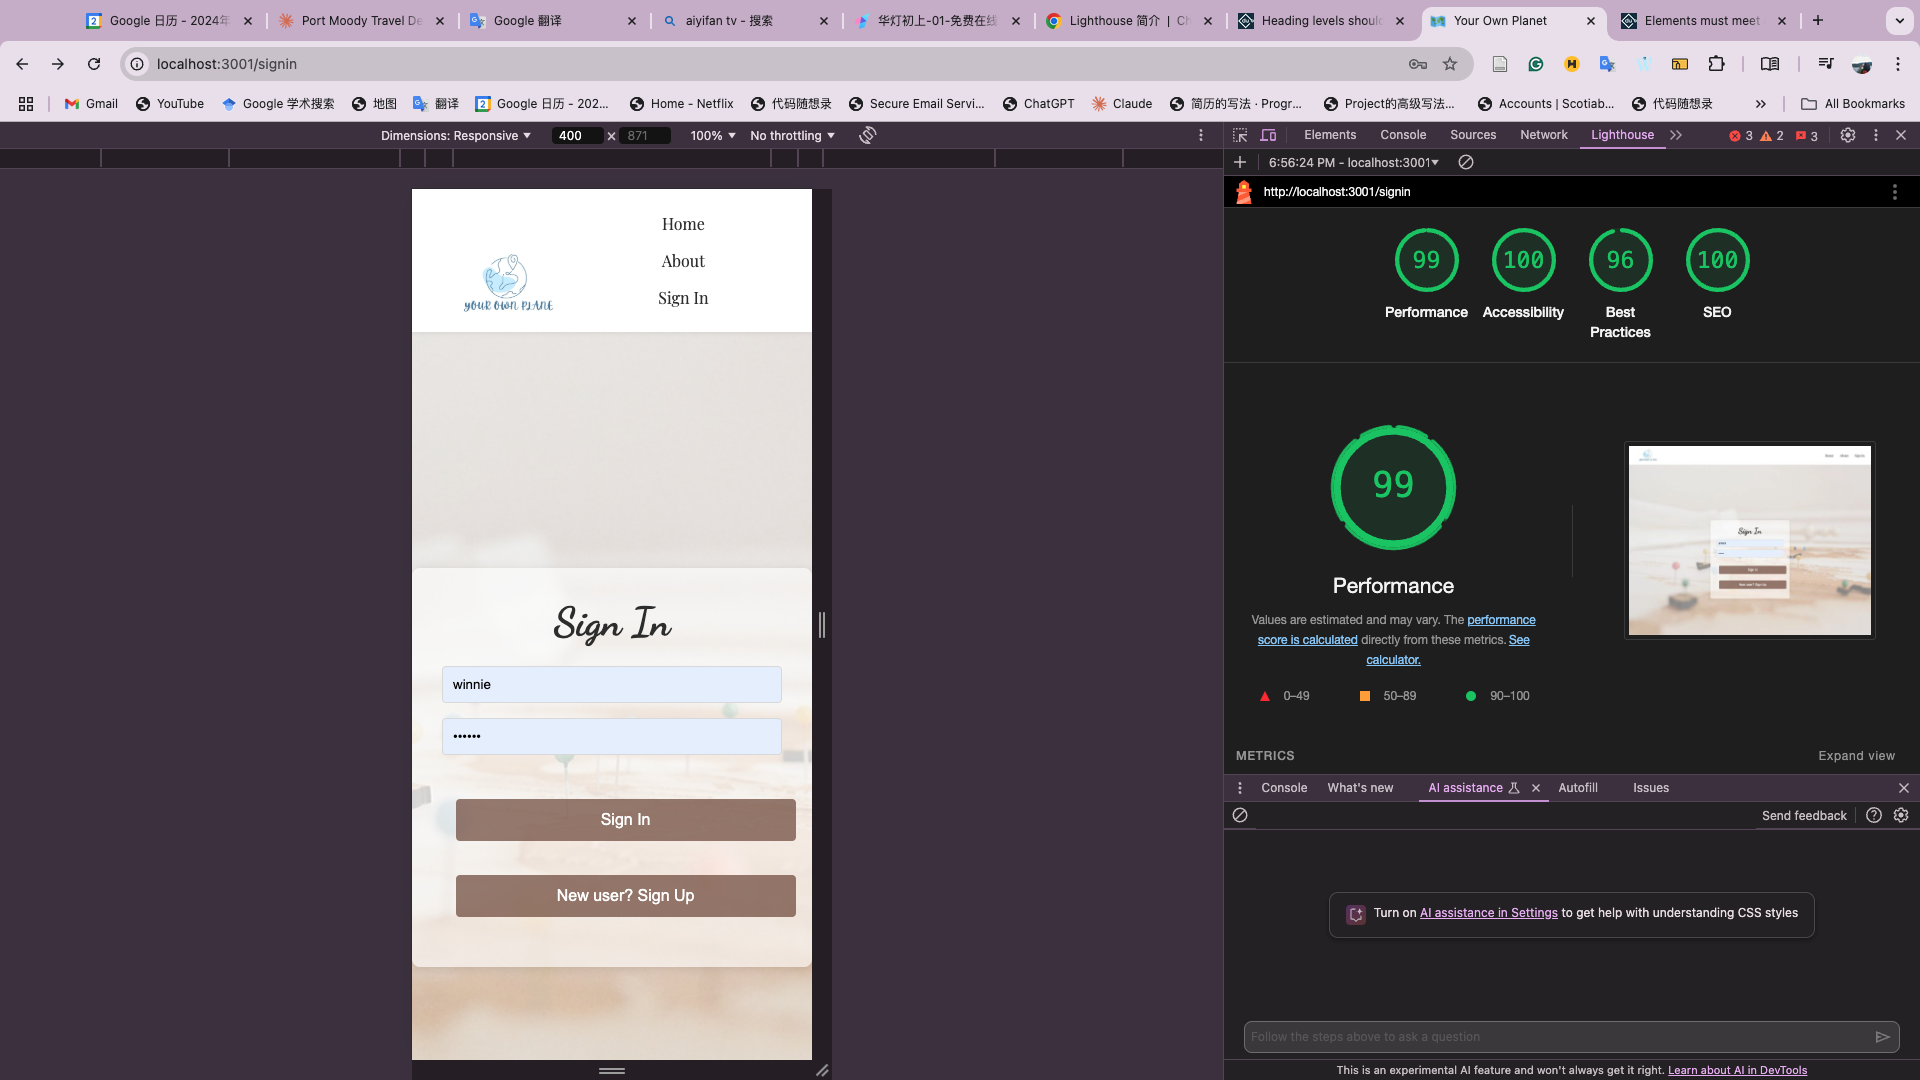 Google 日历 - 2024年
Port Moody Travel De
Google 翻译
aiyifan tv - 搜索
华灯初上-01-免费在线
Lighthouse 简介 | Ch
Heading levels should
Your Own Planet
Elements must meet
localhost:3001/signin
Gmail
YouTube
Google 学术搜索
地图
翻译
Google 日历 - 202...
Home - Netflix
代码随想录
Secure Email Servi...
ChatGPT
Claude
简历的写法 · Progr...
Project的高级写法...
Accounts | Scotiab...
代码随想录
All Bookmarks
Dimensions: Responsive
400 × 871
100%
No throttling
Elements
Console
Sources
Network
Lighthouse
3
2
3
6:56:24 PM - localhost:3001
http://localhost:3001/signin
Home
About
Sign In
YOUR OWN PLANE
Sign In
winnie
••••••
Sign In
New user? Sign Up
99
100
96
100
Performance
Accessibility
Best
Practices
SEO
99
Performance
Values are estimated and may vary. The performance
score is calculated directly from these metrics. See
calculator.
0–49
50–89
90–100
Sign In
METRICS
Expand view
Console
What's new
AI assistance
Autofill
Issues
Send feedback
Turn on AI assistance in Settings to get help with understanding CSS styles
Follow the steps above to ask a question
This is an experimental AI feature and won't always get it right. Learn about AI in DevTools